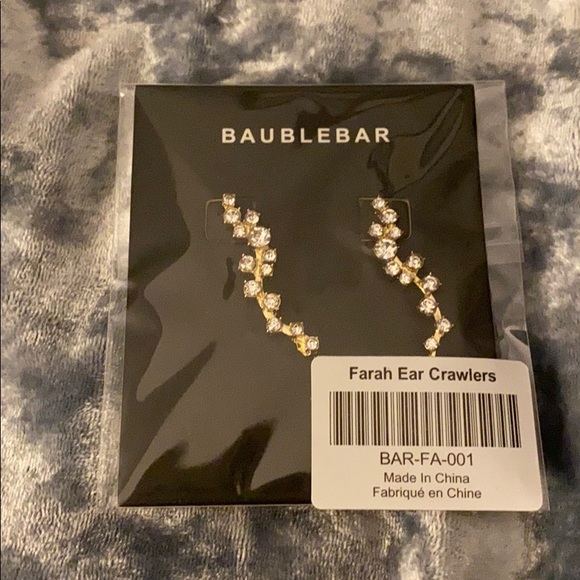 BAUBLEBAR
Farah Ear Crawlers
BAR-FA-001
Made In China
Fabriqué en Chine